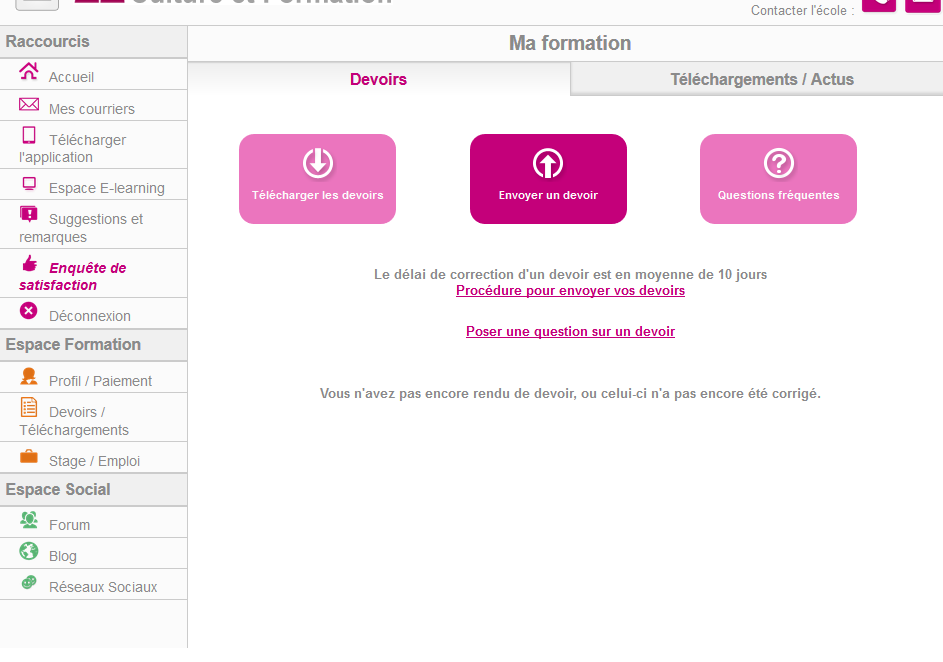 Culture et Formation
Contacter l'école :
Raccourcis
Accueil
Mes courriers
Télécharger
l'application
Espace E-learning
Suggestions et
remarques
Enquête de
satisfaction
Déconnexion
Espace Formation
Profil / Paiement
Devoirs /
Téléchargements
Stage / Emploi
Espace Social
Forum
Blog
Réseaux Sociaux
Ma formation
Devoirs
Téléchargements / Actus
Télécharger les devoirs
Envoyer un devoir
Questions fréquentes
Le délai de correction d'un devoir est en moyenne de 10 jours
Procédure pour envoyer vos devoirs
Poser une question sur un devoir
Vous n'avez pas encore rendu de devoir, ou celui-ci n'a pas encore été corrigé.